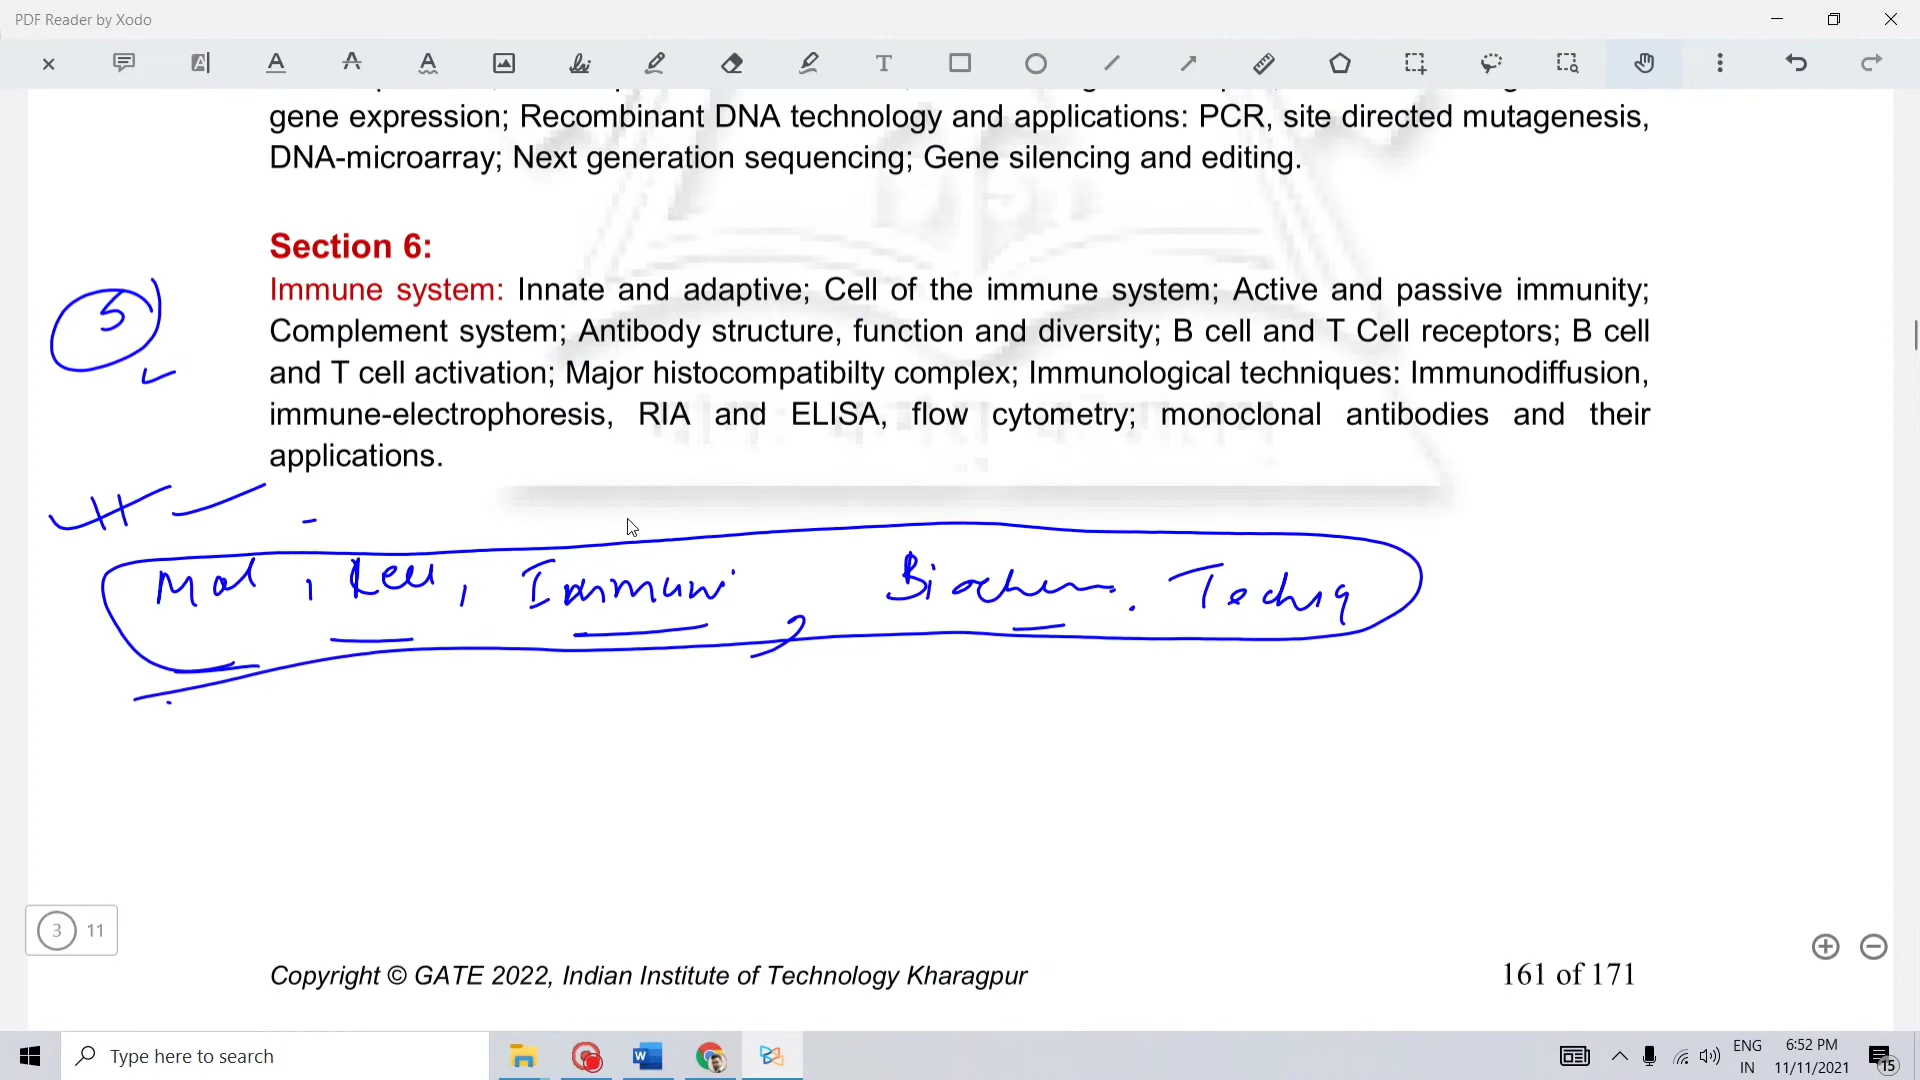 PDF Reader by Xodo
gene expression; Recombinant DNA technology and applications: PCR, site directed mutagenesis,
DNA-microarray; Next generation sequencing; Gene silencing and editing.
Section 6:
Immune system: Innate and adaptive; Cell of the immune system; Active and passive immunity;
Complement system; Antibody structure, function and diversity; B cell and T Cell receptors; B cell
and T cell activation; Major histocompatibilty complex; Immunological techniques: Immunodiffusion,
immune-electrophoresis, RIA and ELISA, flow cytometry; monoclonal antibodies and their
applications.
5
Mol, Cell, Immun, Biochem. Techniq
3 11
Copyright © GATE 2022, Indian Institute of Technology Kharagpur
161 of 171
Type here to search
ENG
IN
6:52 PM
11/11/2021
15